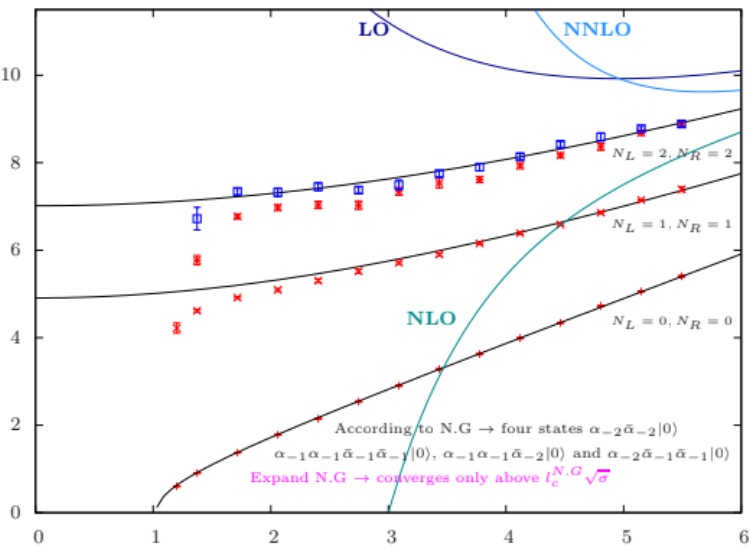 LO
NNLO
10
8
N_L = 2, N_R = 2
6
N_L = 1, N_R = 1
NLO
4
N_L = 0, N_R = 0
2
According to N.G → four states α₋₂ᾱ₋₂|0⟩
α₋₁α₋₁ᾱ₋₁ᾱ₋₁|0⟩, α₋₁α₋₁ᾱ₋₂|0⟩ and α₋₂ᾱ₋₁ᾱ₋₁|0⟩
Expand N.G → converges only above l_c^{N.G}√σ
0
0 1 2 3 4 5 6